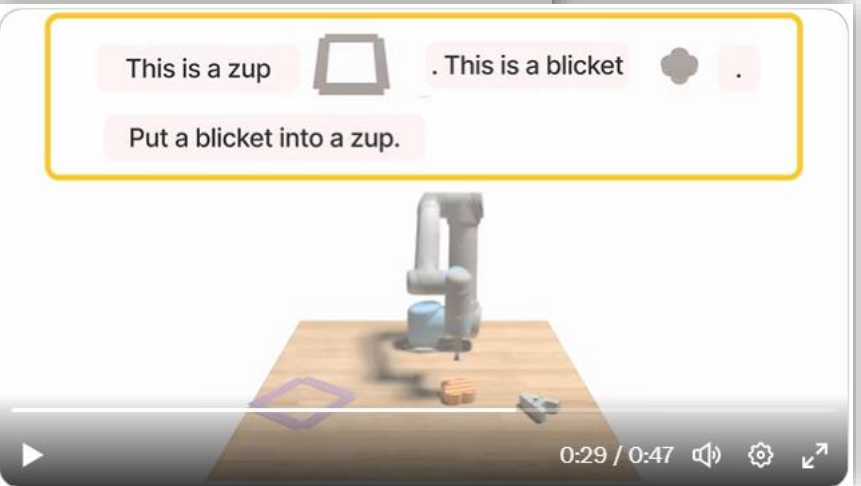 This is a zup . This is a blicket .
Put a blicket into a zup.
0:29 / 0:47